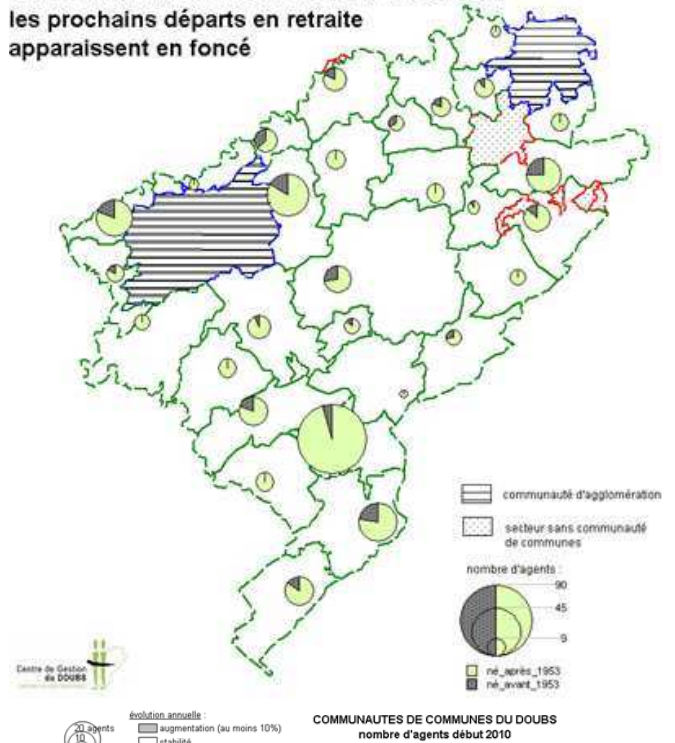 les prochains départs en retraite
apparaissent en foncé
communauté d'agglomération
secteur sans communauté
de communes
nombre d'agents :
90
45
9
né_après_1953
né_avant_1953
Centre de Gestion
du DOUBS
20 agents
10
évolution annuelle :
augmentation (au moins 10%)
stabilité
COMMUNAUTES DE COMMUNES DU DOUBS
nombre d'agents début 2010